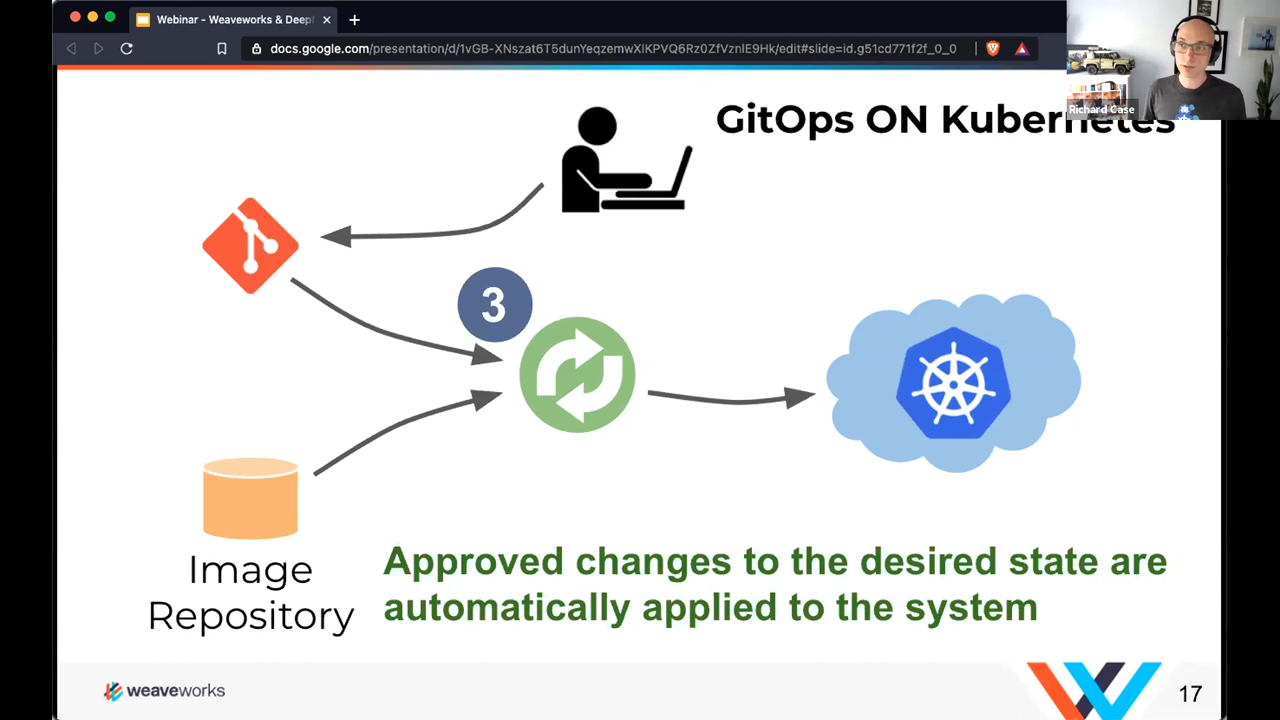 Webinar - Weaveworks & Deepf
docs.google.com/presentation/d/1vGB-XNszat6T5dunYeqzemwXlKPVQ6Rz0ZfVznlE9Hk/edit#slide=id.g51cd771f2f_0_0
Richard Case
GitOps ON Kubernetes
3
Image
Repository
Approved changes to the desired state are
automatically applied to the system
weaveworks
17